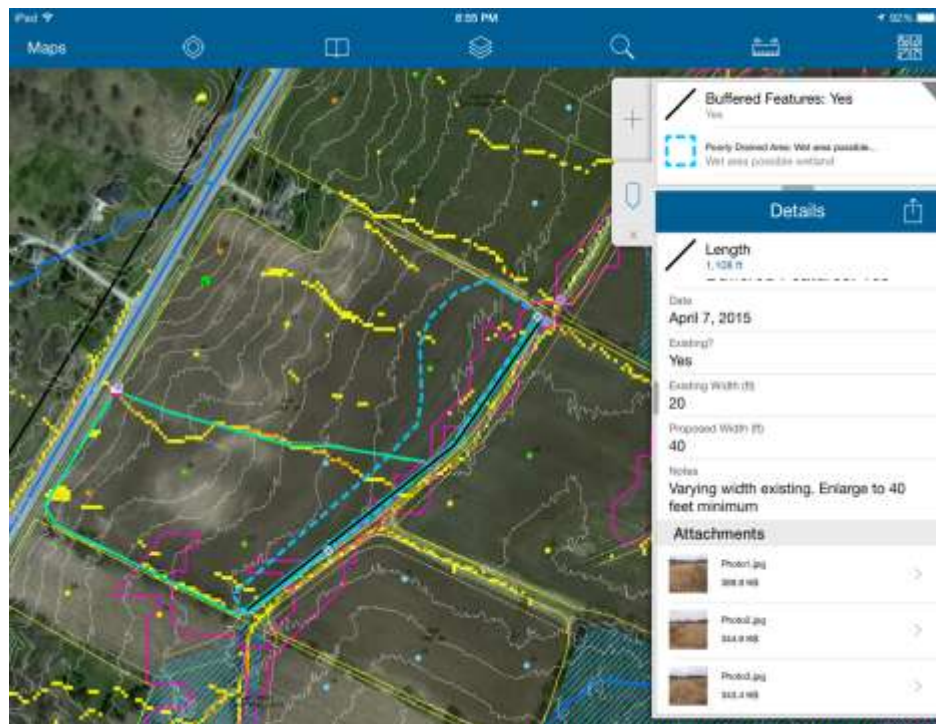 iPad
8:55 PM
92%
Maps
Buffered Features: Yes
Yes
Poorly Drained Area: Wet area possible...
Wet area possible wetland
Details
Length
1,108 ft
Date
April 7, 2015
Existing?
Yes
Existing Width (ft)
20
Proposed Width (ft)
40
Notes
Varying width existing. Enlarge to 40
feet minimum
Attachments
Photo1.jpg
Photo2.jpg
Photo3.jpg